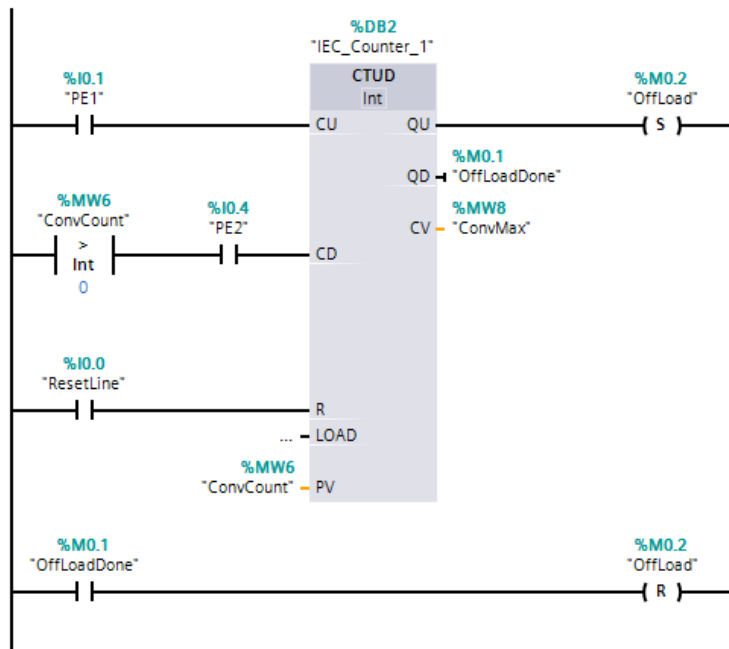 %DB2
"IEC_Counter_1"
CTUD
Int
%I0.1
"PE1"
CU
QU
%M0.2
"OffLoad"
S
QD
%M0.1
"OffLoadDone"
%MW6
"ConvCount"
>
Int
0
%I0.4
"PE2"
CD
CV
%MW8
"ConvMax"
%I0.0
"ResetLine"
R
... LOAD
%MW6
"ConvCount"
PV
%M0.1
"OffLoadDone"
%M0.2
"OffLoad"
R